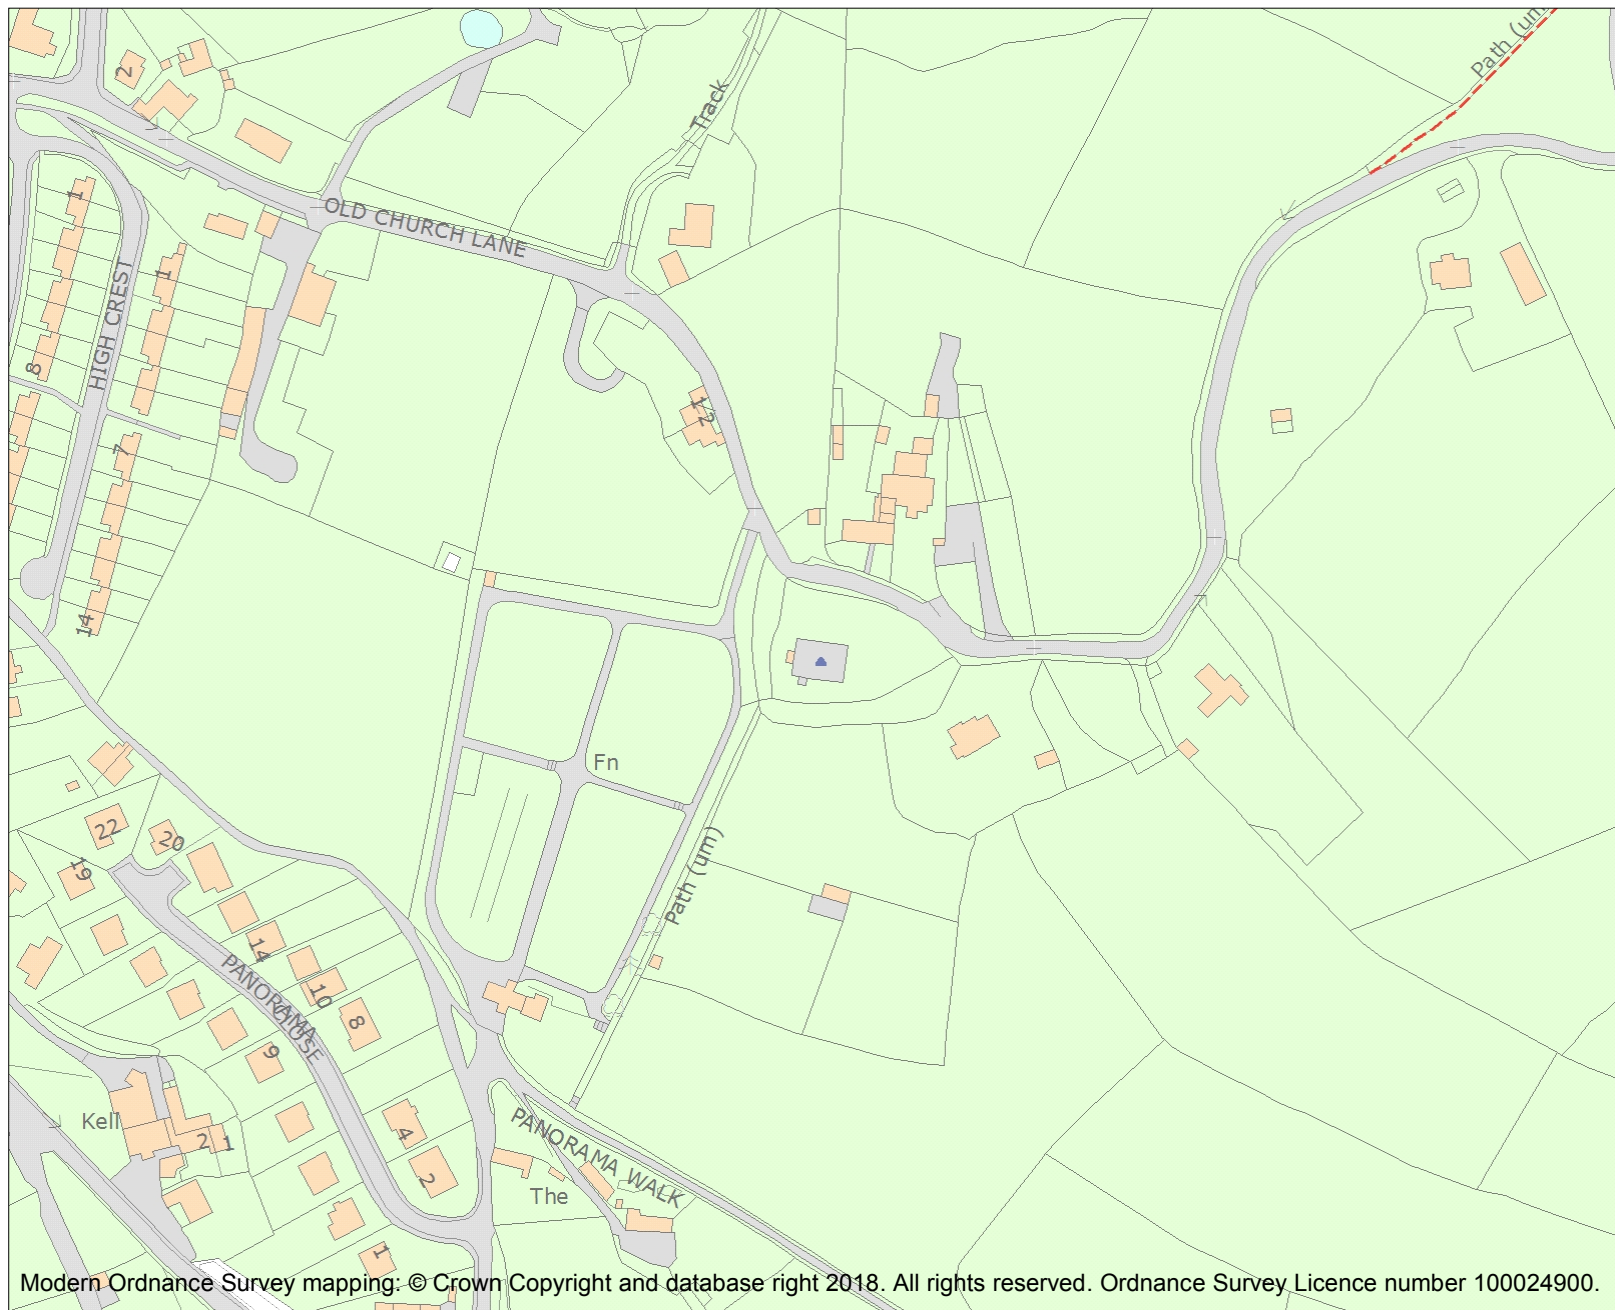 Path (um)
2
Track
OLD CHURCH LANE
1
1
HIGH CREST
8
1
2
7
14
Fn
22
20
19
Path (um)
14
PANORAMA
CLOSE
10
8
9
Kell
2
1
4
2
PANORAMA WALK
The
1
Modern Ordnance Survey mapping: © Crown Copyright and database right 2018. All rights reserved. Ordnance Survey Licence number 100024900.